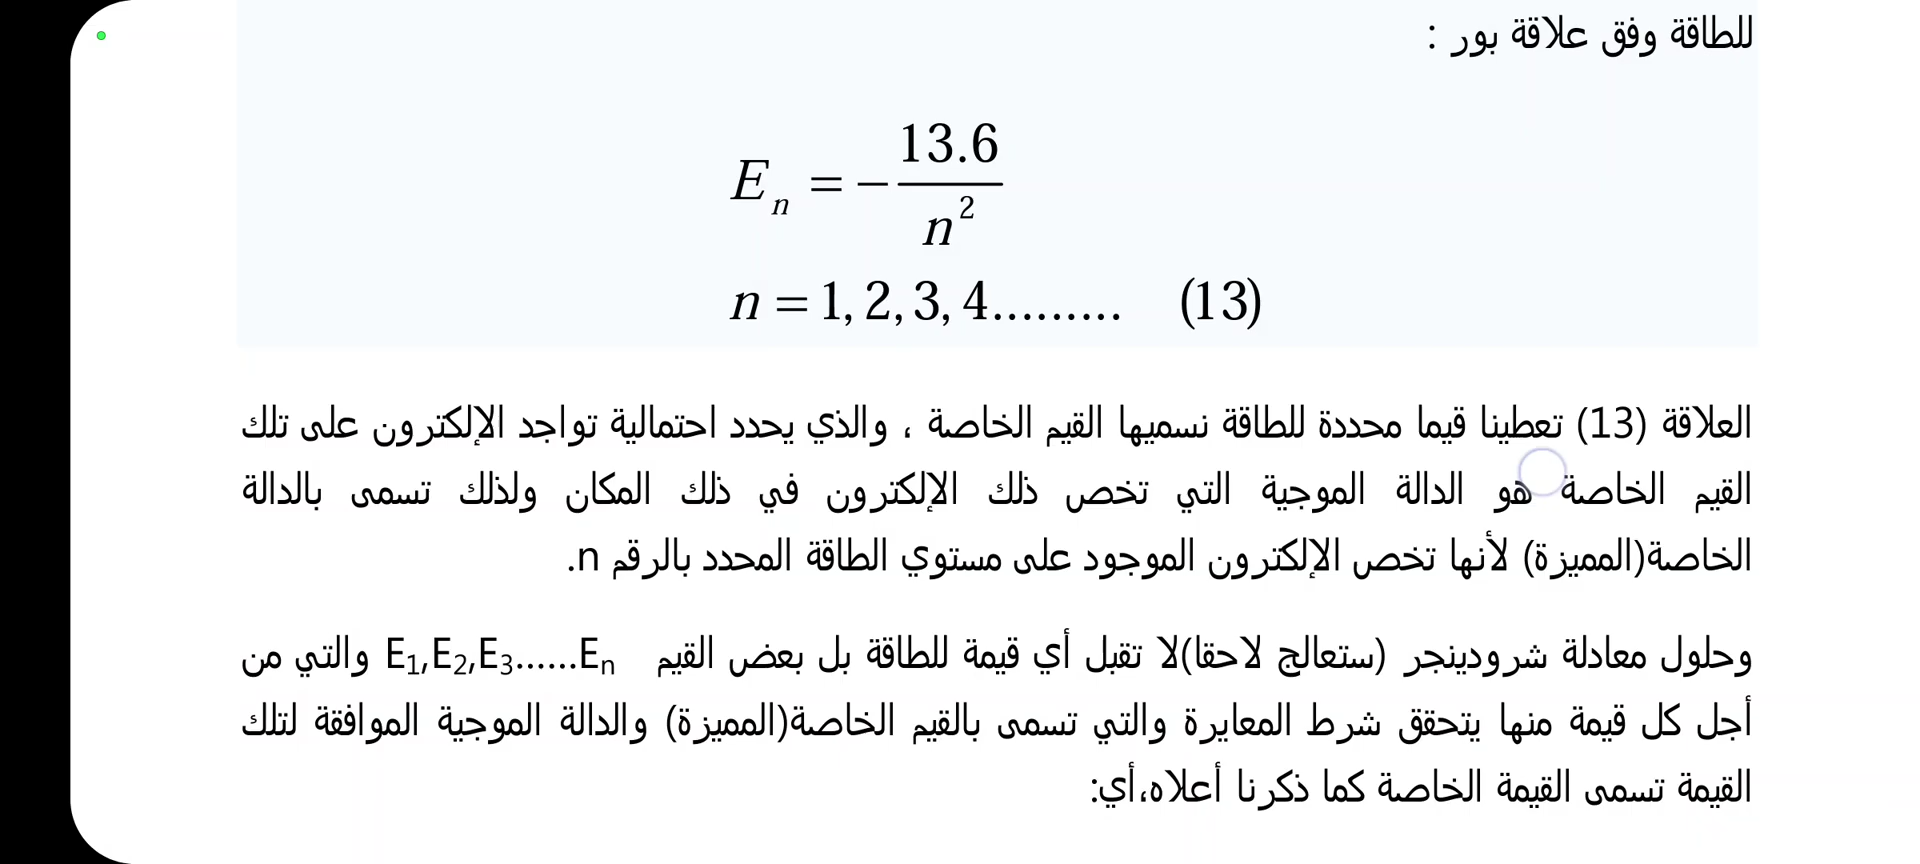 للطاقة وفق علاقة بور :
E_n = -\frac{13.6}{n^2}
n = 1, 2, 3, 4......... (13)
العلاقة (13) تعطينا قيما محددة للطاقة نسميها القيم الخاصة ، والذي يحدد احتمالية تواجد الإلكترون على تلك
القيم الخاصة هو الدالة الموجية التي تخص ذلك الإلكترون في ذلك المكان ولذلك تسمى بالدالة
الخاصة(المميزة) لأنها تخص الإلكترون الموجود على مستوي الطاقة المحدد بالرقم n.
وحلول معادلة شرودينجر (ستعالج لاحقا)لا تقبل أي قيمة للطاقة بل بعض القيم E₁,E₂,E₃......Eₙ والتي من
أجل كل قيمة منها يتحقق شرط المعايرة والتي تسمى بالقيم الخاصة(المميزة) والدالة الموجية الموافقة لتلك
القيمة تسمى القيمة الخاصة كما ذكرنا أعلاه،أي: